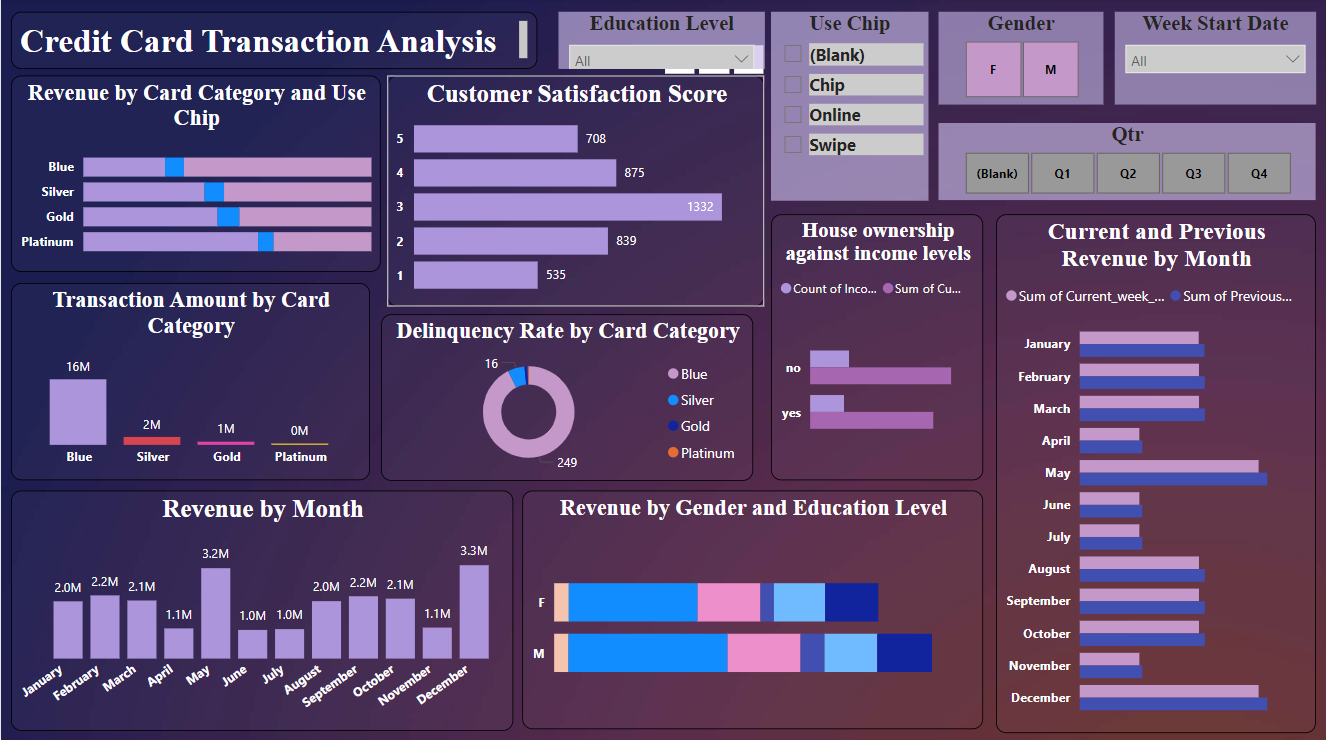 Credit Card Transaction Analysis
Education Level
All
Use Chip
(Blank)
Chip
Online
Swipe
Gender
F
M
Week Start Date
All
Qtr
(Blank)
Q1
Q2
Q3
Q4
Revenue by Card Category and Use
Chip
Blue
Silver
Gold
Platinum
Customer Satisfaction Score
5
708
4
875
3
1332
2
839
1
535
House ownership
against income levels
Count of Inco...
Sum of Cu...
no
yes
Current and Previous
Revenue by Month
Sum of Current_week_...
Sum of Previous...
January
February
March
April
May
June
July
August
September
October
November
December
Transaction Amount by Card
Category
16M
2M
1M
0M
Blue
Silver
Gold
Platinum
Delinquency Rate by Card Category
16
249
Blue
Silver
Gold
Platinum
Revenue by Month
2.0M
2.2M
2.1M
1.1M
3.2M
1.0M
1.0M
2.0M
2.2M
2.1M
1.1M
3.3M
January
February
March
April
May
June
July
August
September
October
November
December
Revenue by Gender and Education Level
F
M